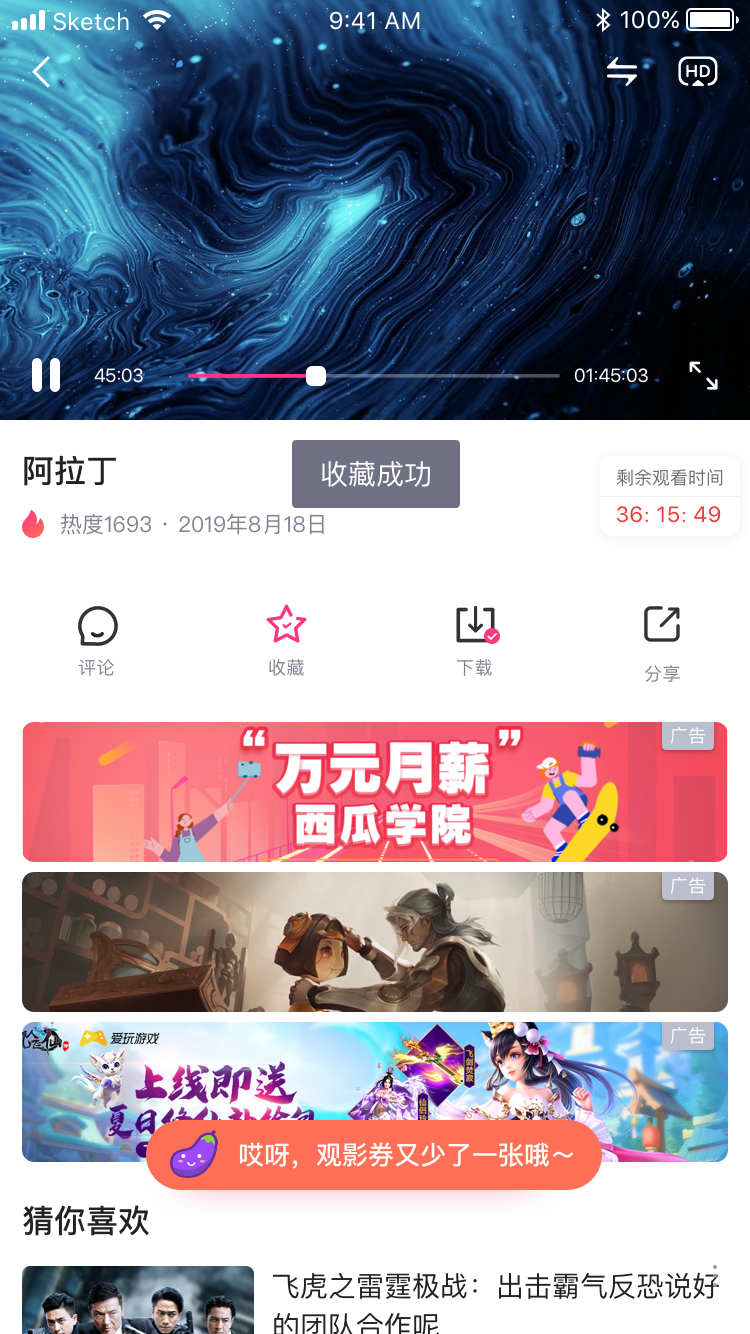 Sketch 9:41 AM 100%
HD
45:03 01:45:03
阿拉丁
收藏成功
剩余观看时间
36: 15: 49
热度1693 · 2019年8月18日
评论 收藏 下载 分享
广告
“万元月薪”
西瓜学院
广告
广告
爱玩游戏
上线即送
夏日
飞剑焚寂
哎呀，观影券又少了一张哦～
猜你喜欢
飞虎之雷霆极战：出击霸气反恐说好
的团队合作呢